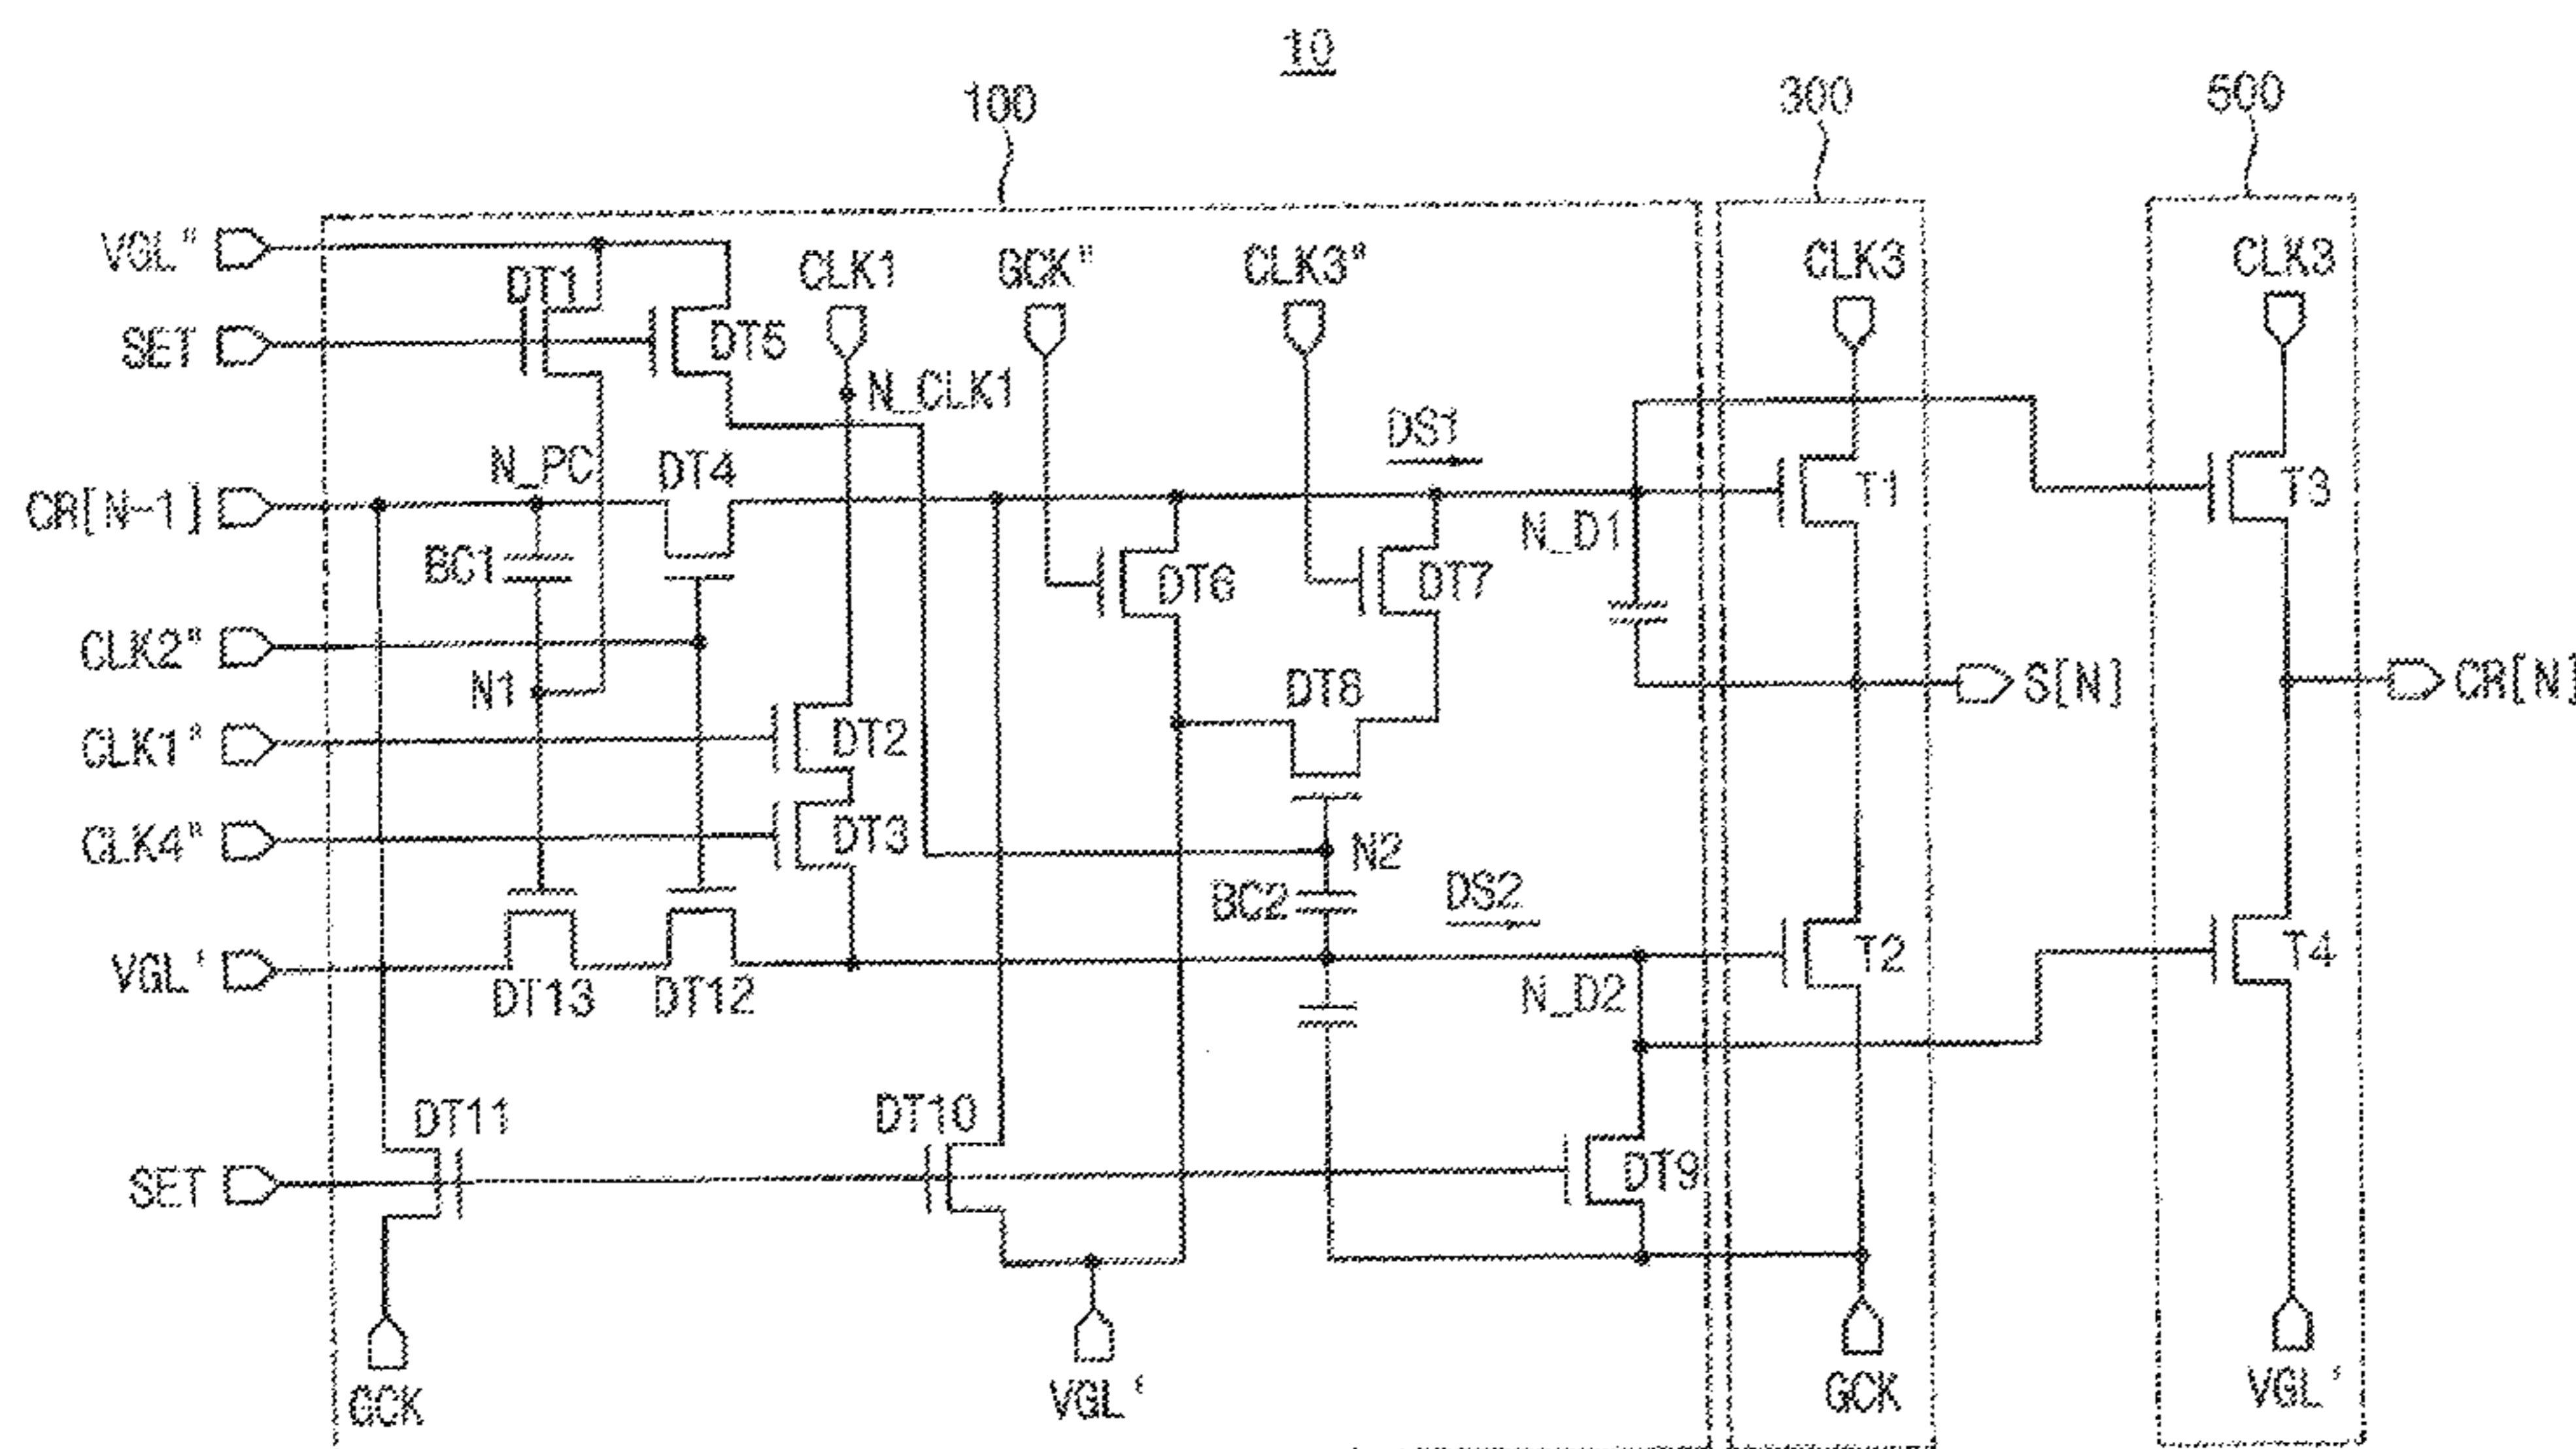 10
100
300
500
VGL"
DT1
CLK1
GCK"
CLK3"
CLK3
CLK3
SET
DT5
N_CLK1
DS1
N_PC
DT4
CR[N-1]
T1
T3
N_D1
BC1
DT6
DT7
CLK2"
N1
DT8
S[N]
CR[N]
CLK1"
DT2
CLK4"
DT3
N2
BC2
DS2
VGL'
T2
T4
DT13
DT12
N_D2
DT11
DT10
SET
DT9
GCK
VGL'
GCK
VGL'